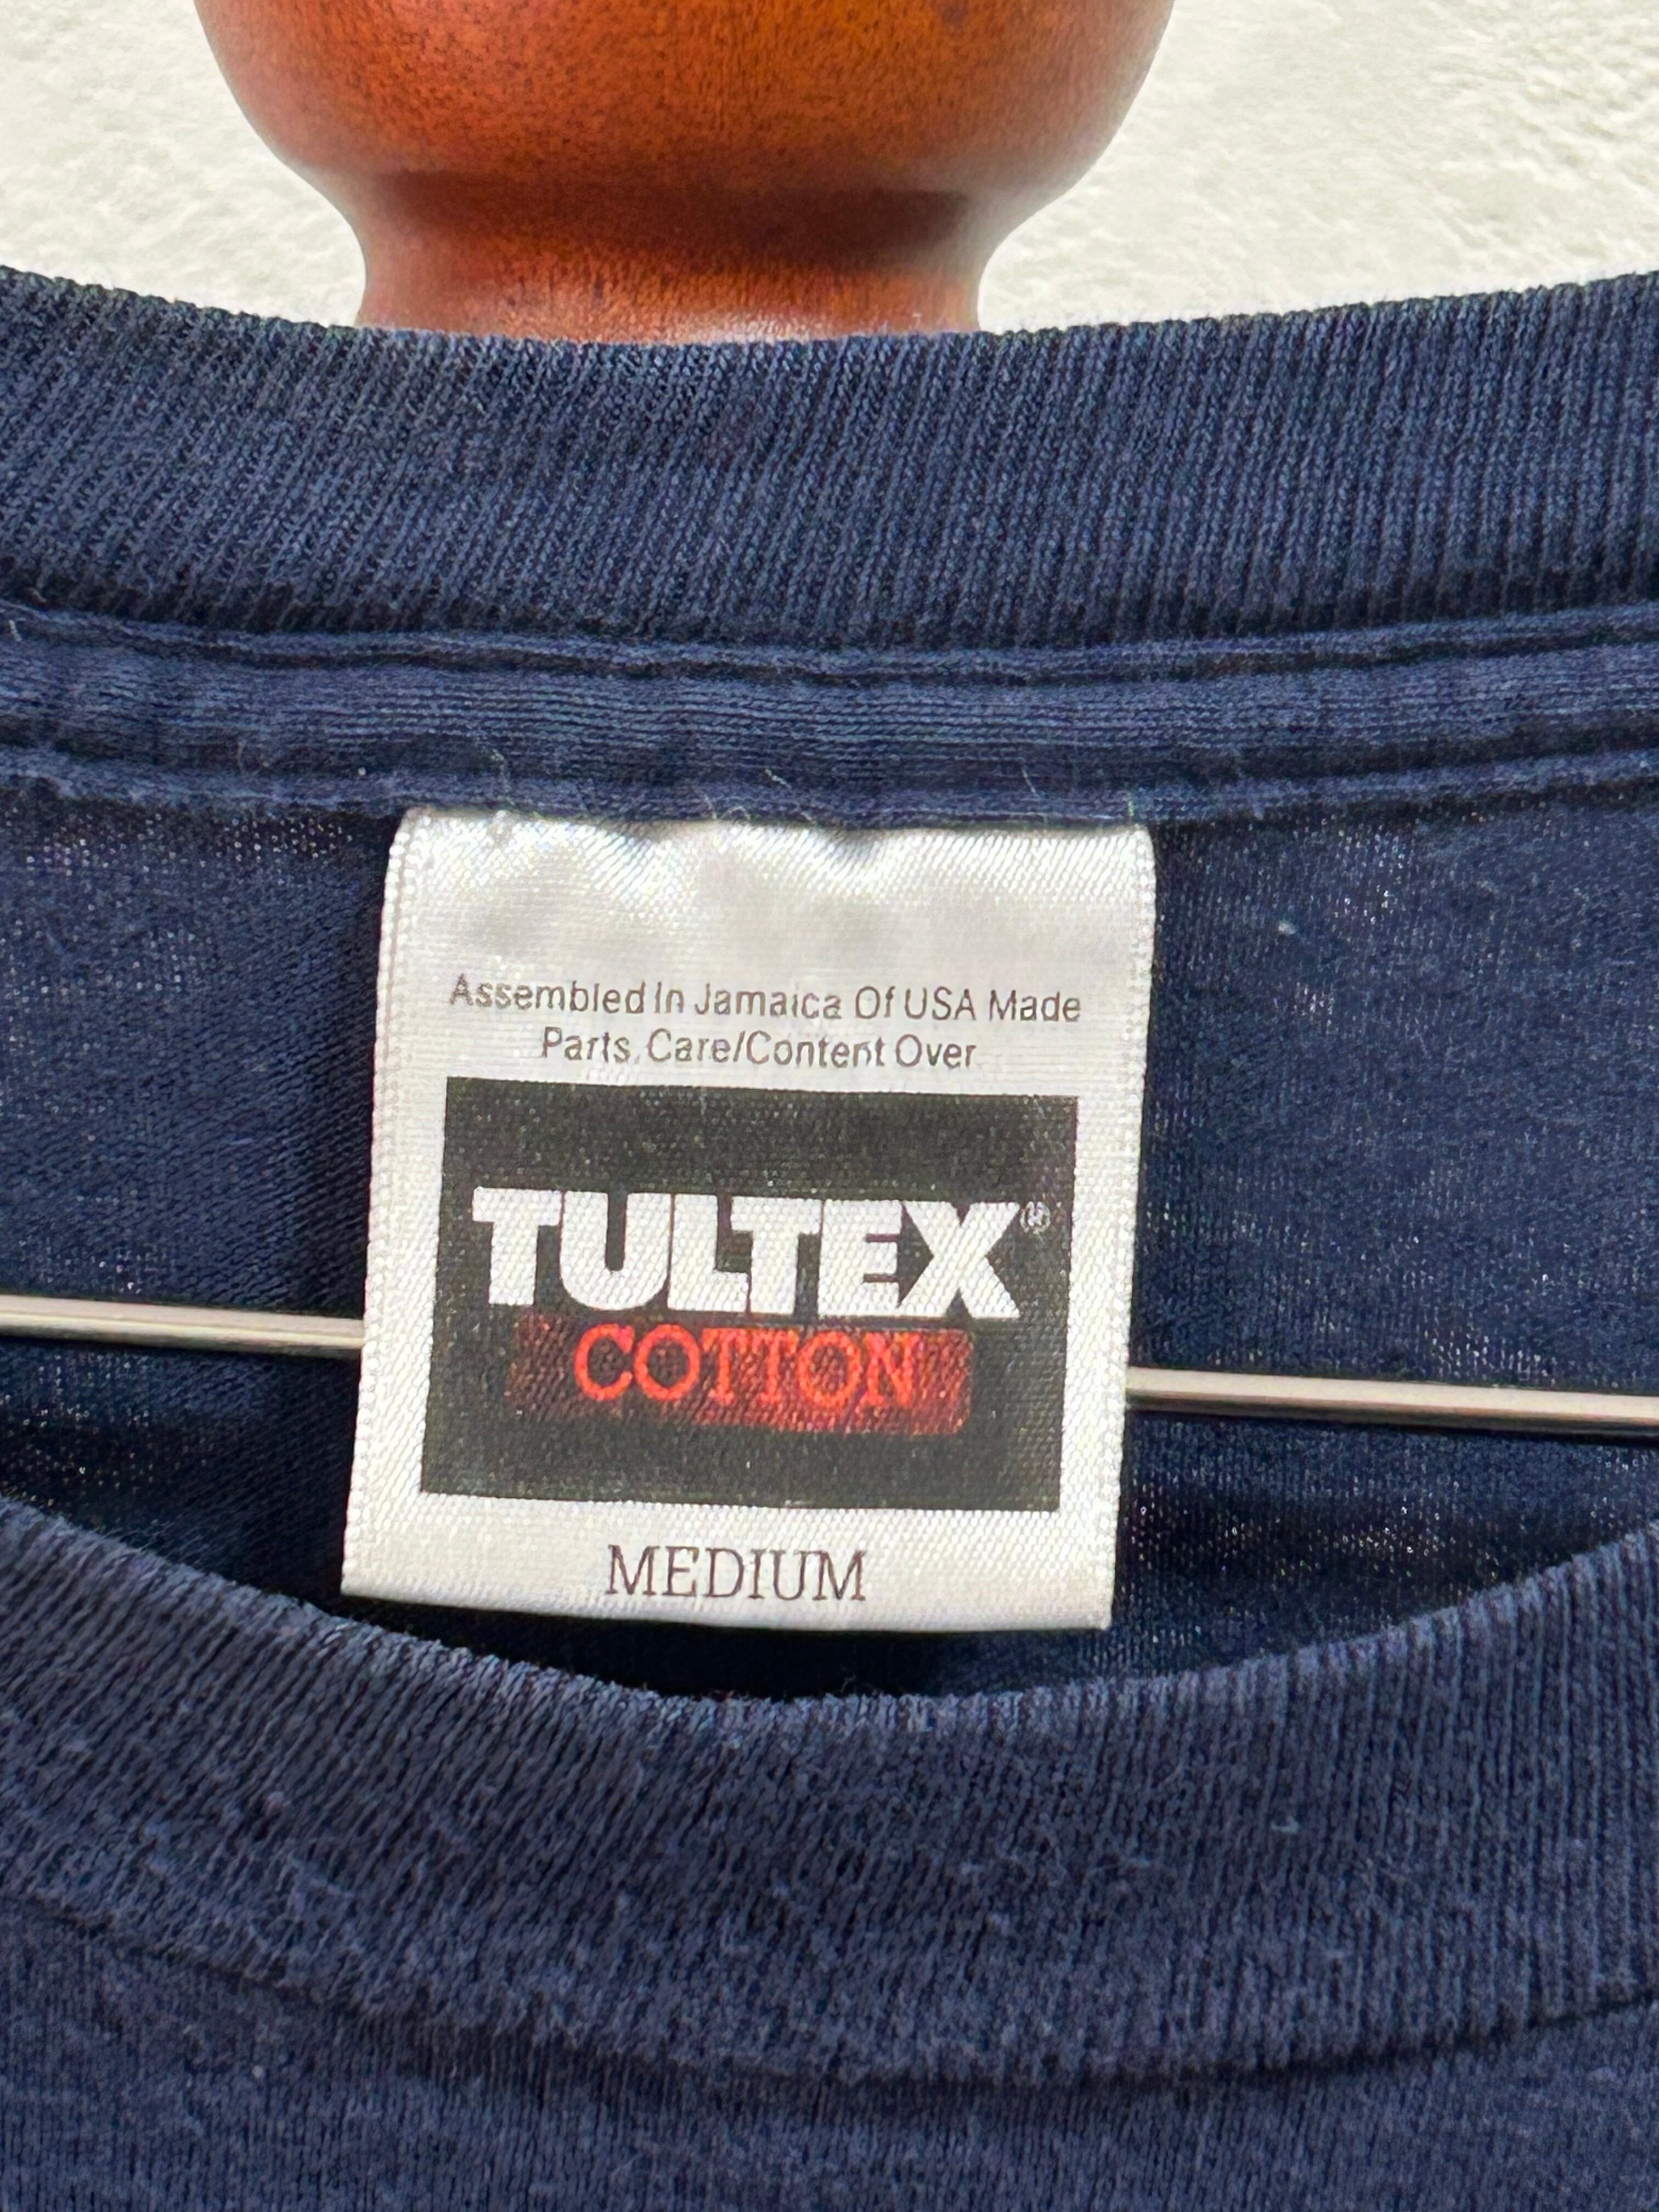 Assembled In Jamaica Of USA Made
Parts, Care/Content Over
TULTEX®
COTTON
MEDIUM